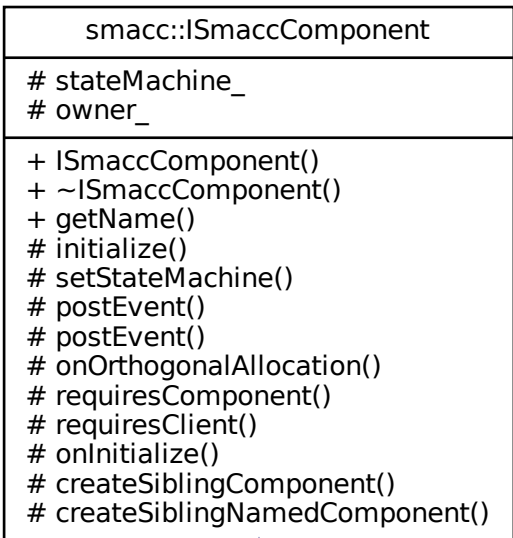 smacc::ISmaccComponent
# stateMachine_
# owner_
+ ISmaccComponent()
+ ~ISmaccComponent()
+ getName()
# initialize()
# setStateMachine()
# postEvent()
# postEvent()
# onOrthogonalAllocation()
# requiresComponent()
# requiresClient()
# onInitialize()
# createSiblingComponent()
# createSiblingNamedComponent()